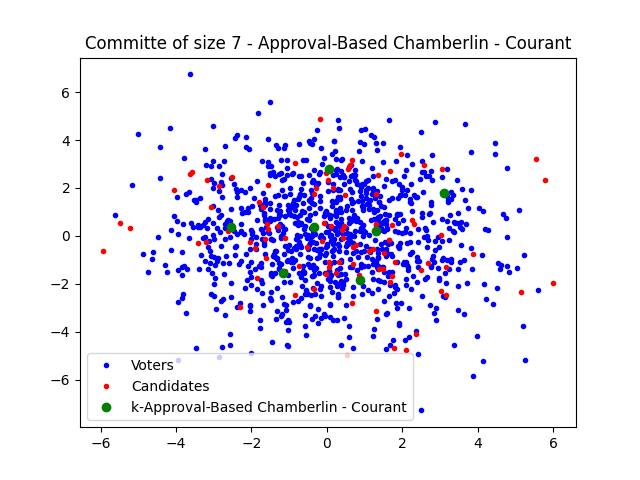 Committe of size 7 - Approval-Based Chamberlin - Courant
6
4
2
0
−2
−4
−6
Voters
Candidates
k-Approval-Based Chamberlin - Courant
−6 −4 −2 0 2 4 6